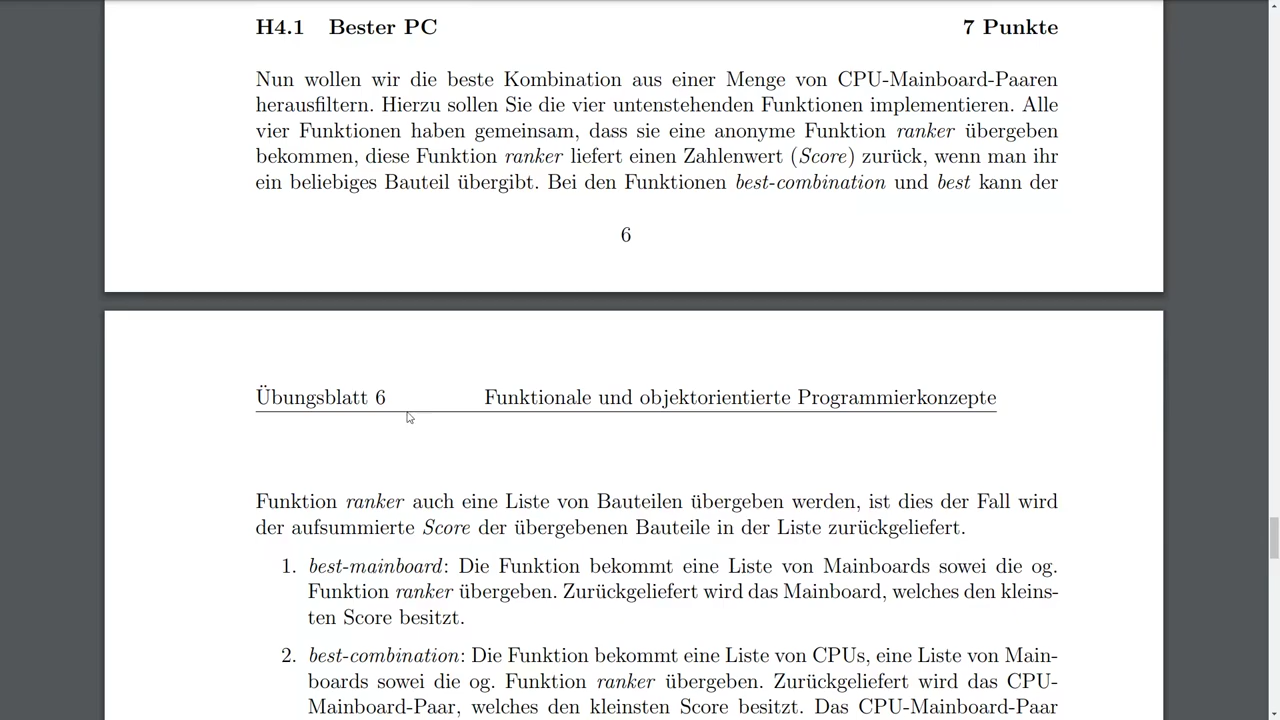 H4.1 Bester PC 7 Punkte
Nun wollen wir die beste Kombination aus einer Menge von CPU-Mainboard-Paaren
herausfiltern. Hierzu sollen Sie die vier untenstehenden Funktionen implementieren. Alle
vier Funktionen haben gemeinsam, dass sie eine anonyme Funktion ranker übergeben
bekommen, diese Funktion ranker liefert einen Zahlenwert (Score) zurück, wenn man ihr
ein beliebiges Bauteil übergibt. Bei den Funktionen best-combination und best kann der
6
Übungsblatt 6 Funktionale und objektorientierte Programmierkonzepte
Funktion ranker auch eine Liste von Bauteilen übergeben werden, ist dies der Fall wird
der aufsummierte Score der übergebenen Bauteile in der Liste zurückgeliefert.
1. best-mainboard: Die Funktion bekommt eine Liste von Mainboards sowei die og.
Funktion ranker übergeben. Zurückgeliefert wird das Mainboard, welches den kleins-
ten Score besitzt.
2. best-combination: Die Funktion bekommt eine Liste von CPUs, eine Liste von Main-
boards sowei die og. Funktion ranker übergeben. Zurückgeliefert wird das CPU-
Mainboard-Paar, welches den kleinsten Score besitzt. Das CPU-Mainboard-Paar